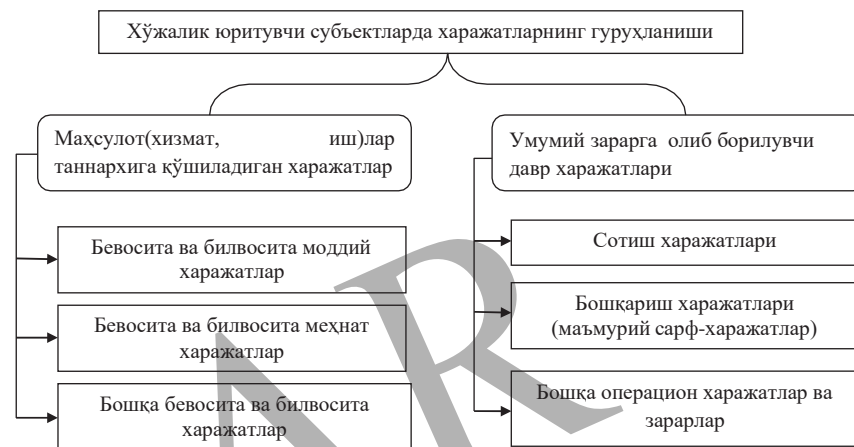 Хўжалик юритувчи субъектларда харажатларнинг гуруҳланиши
Маҳсулот(хизмат, иш)лар
таннархига қўшиладиган харажатлар
Бевосита ва билвосита моддий
харажатлар
Бевосита ва билвосита меҳнат
харажатлар
Бошқа бевосита ва билвосита
харажатлар
Умумий зарарга олиб борилувчи
давр харажатлари
Сотиш харажатлари
Бошқариш харажатлари
(маъмурий сарф-харажатлар)
Бошқа операцион харажатлар ва
зарарлар
AR